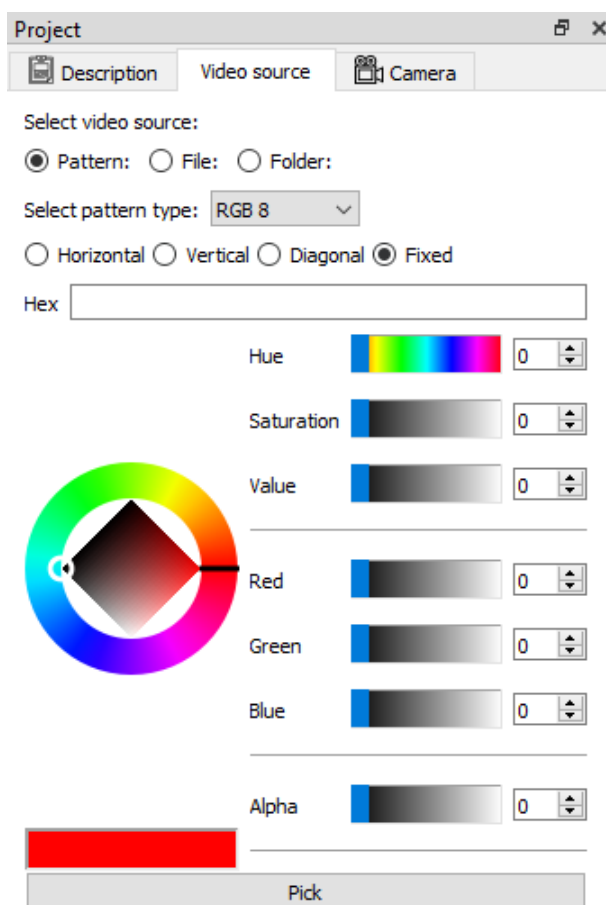 Project
Description Video source Camera
Select video source:
Pattern: File: Folder:
Select pattern type: RGB 8
Horizontal Vertical Diagonal Fixed
Hex
Hue 0
Saturation 0
Value 0
Red 0
Green 0
Blue 0
Alpha 0
Pick